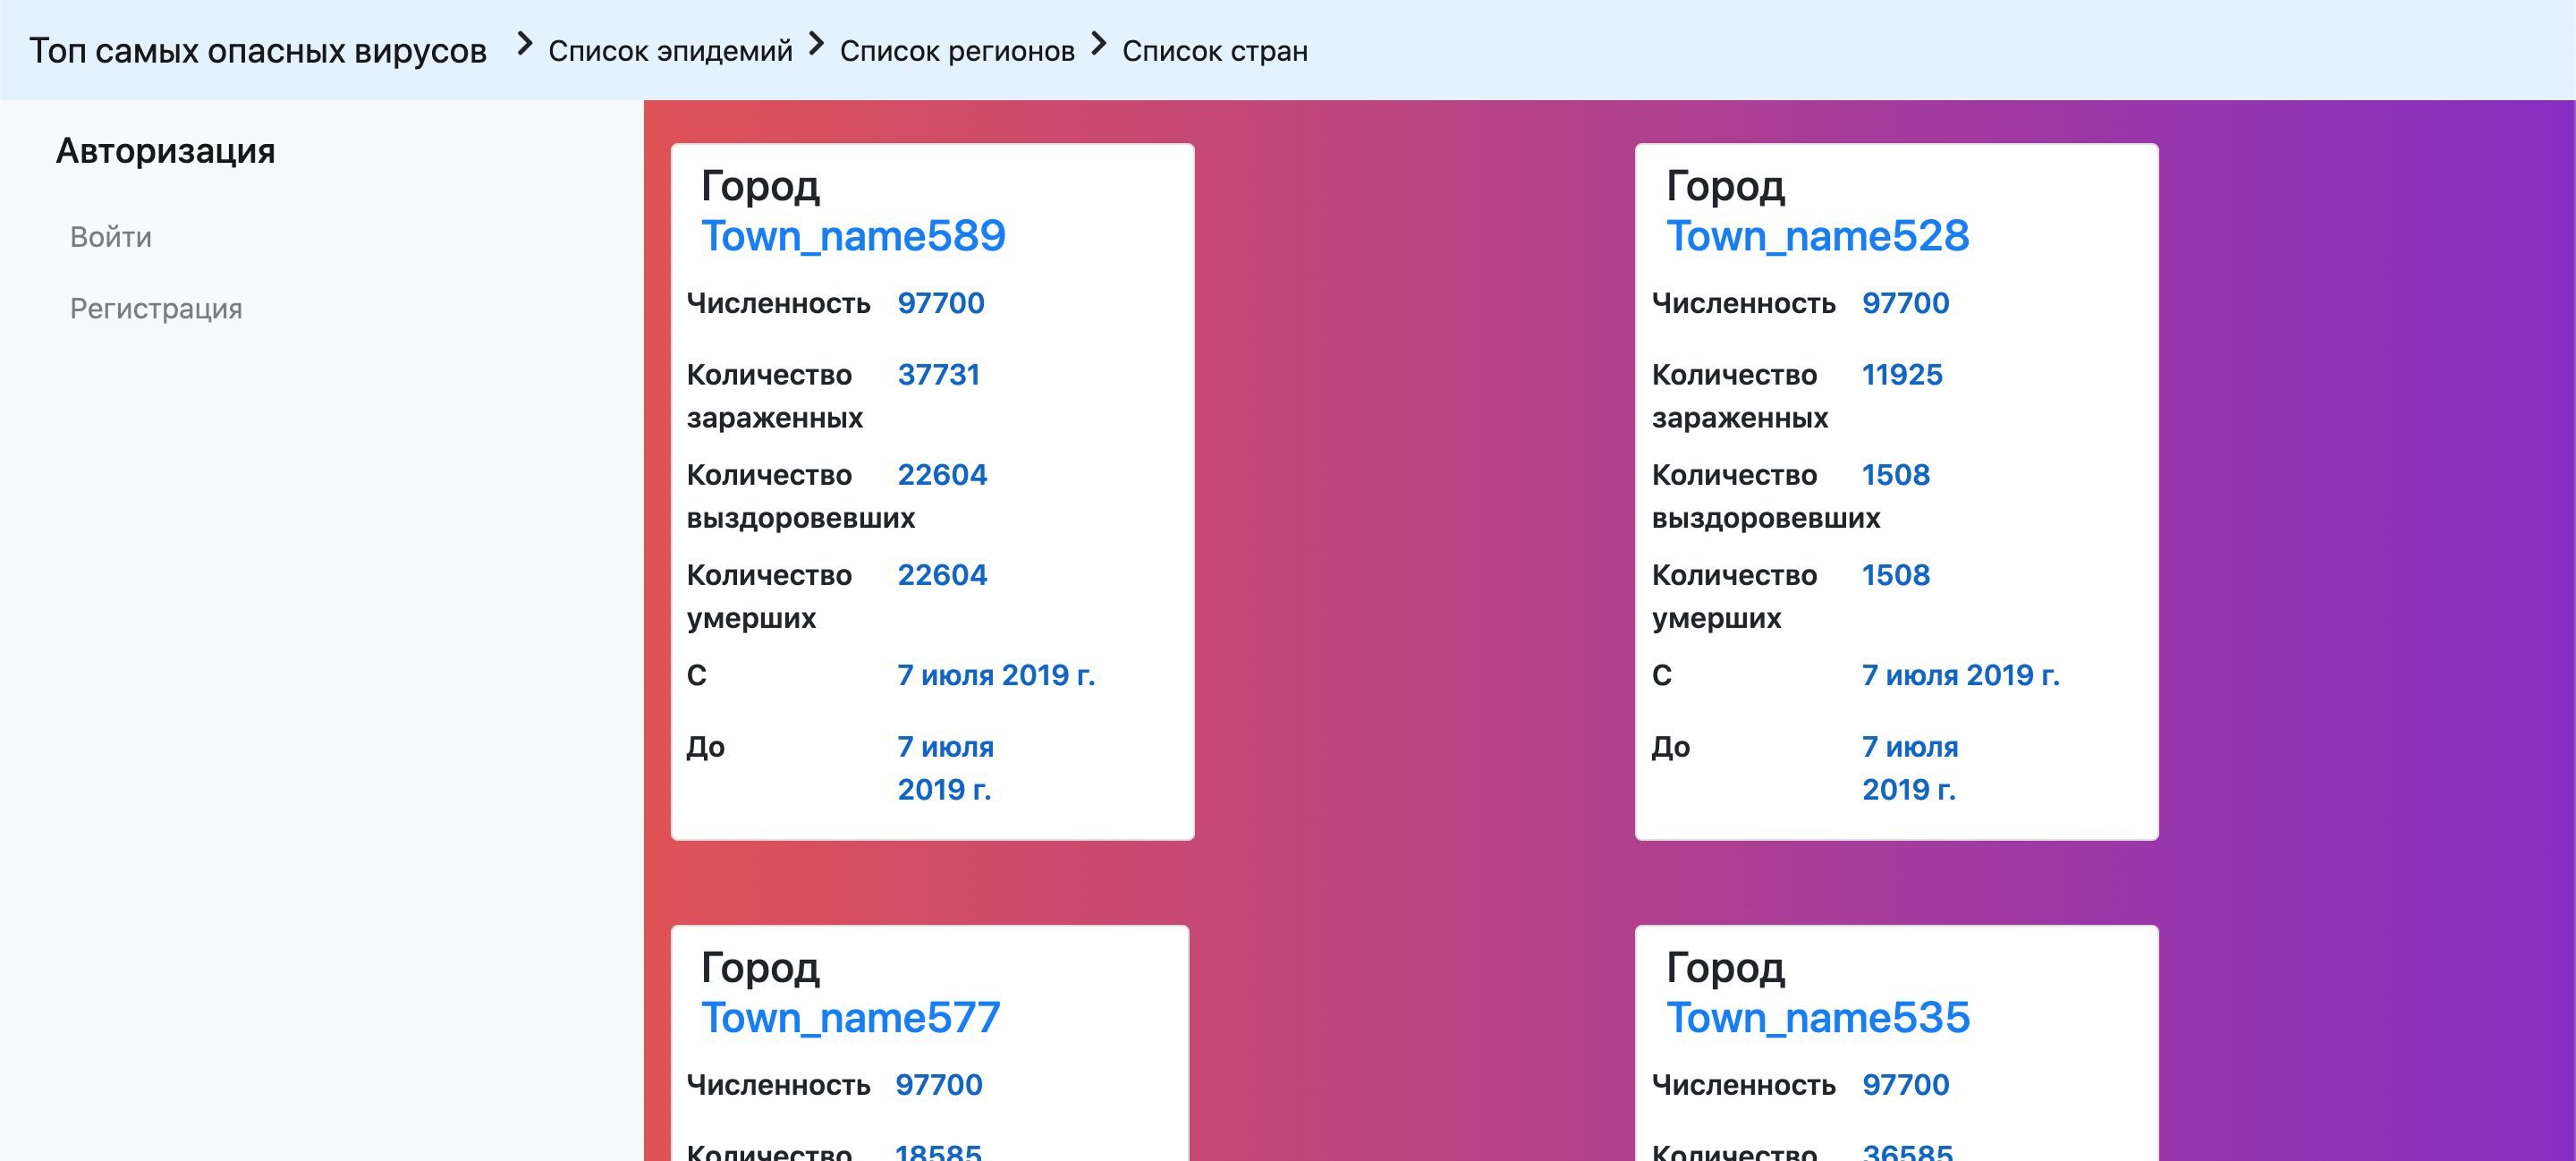 Топ самых опасных вирусов > Список эпидемий > Список регионов > Список стран
Авторизация
Войти
Регистрация
Город
Town_name589
Численность 97700
Количество 37731
зараженных
Количество 22604
выздоровевших
Количество 22604
умерших
С 7 июля 2019 г.
До 7 июля
2019 г.
Город
Town_name528
Численность 97700
Количество 11925
зараженных
Количество 1508
выздоровевших
Количество 1508
умерших
С 7 июля 2019 г.
До 7 июля
2019 г.
Город
Town_name577
Численность 97700
Количество 18585
Город
Town_name535
Численность 97700
Количество 36585